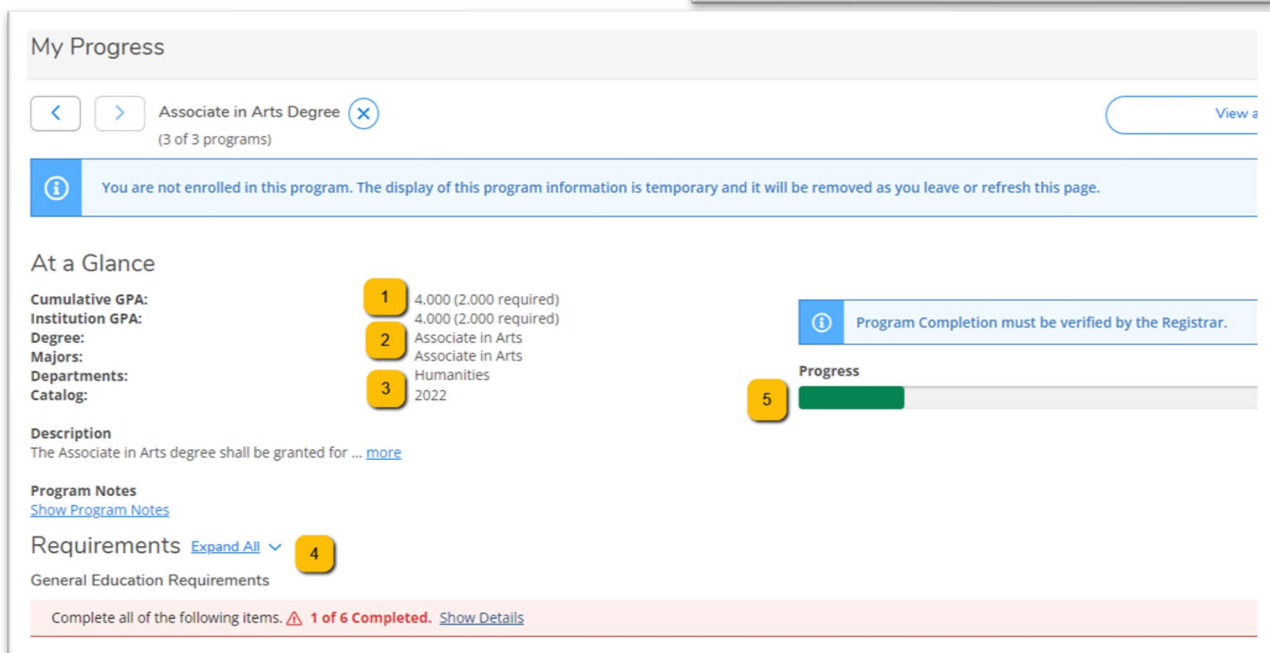 My Progress
Associate in Arts Degree
(3 of 3 programs)
View a
You are not enrolled in this program. The display of this program information is temporary and it will be removed as you leave or refresh this page.
At a Glance
Cumulative GPA: 1 4.000 (2.000 required)
Institution GPA: 4.000 (2.000 required)
Degree: 2 Associate in Arts
Majors: Associate in Arts
Departments: Humanities
Catalog: 3 2022
Program Completion must be verified by the Registrar.
Progress
5
Description
The Associate in Arts degree shall be granted for ... more
Program Notes
Show Program Notes
Requirements Expand All 4
General Education Requirements
Complete all of the following items. 1 of 6 Completed. Show Details